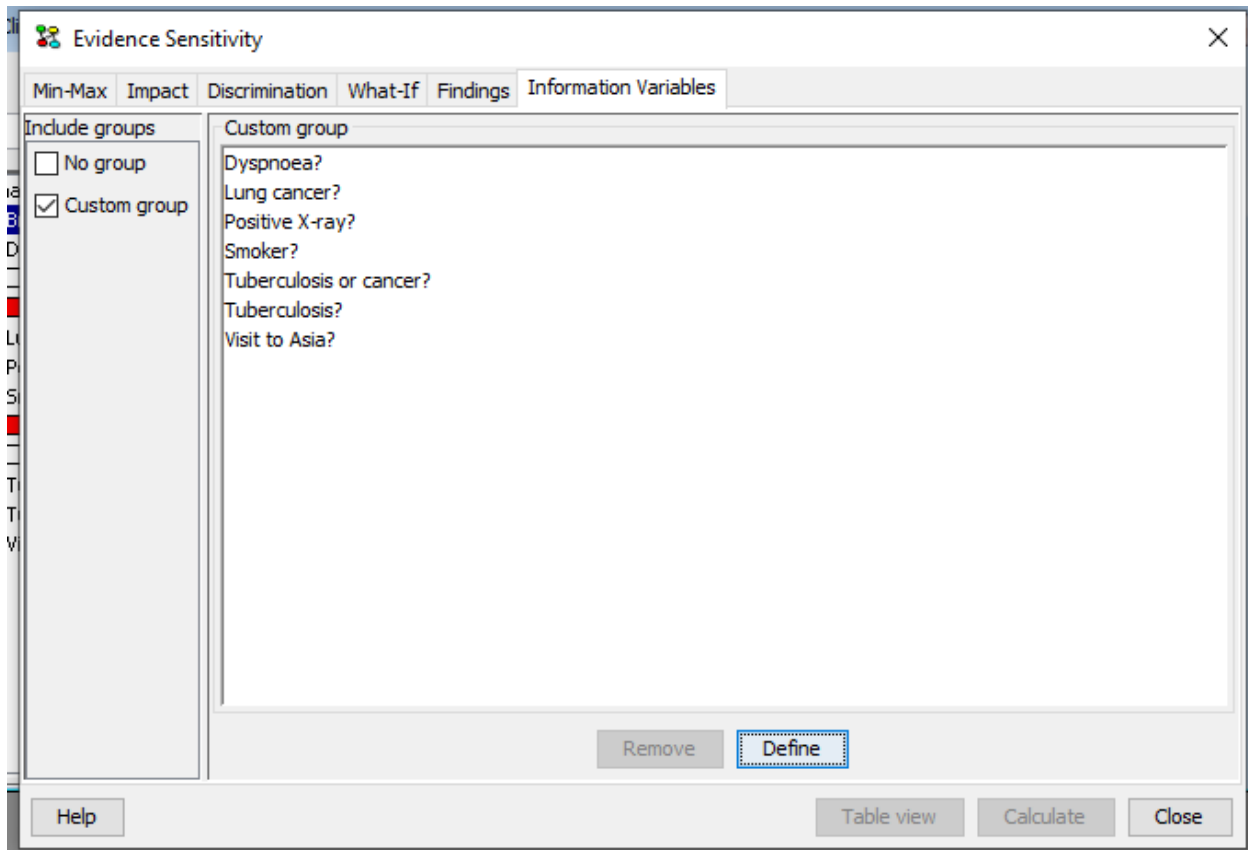 Evidence Sensitivity
Min-Max Impact Discrimination What-If Findings Information Variables
Include groups
No group
Custom group
Custom group
Dyspnoea?
Lung cancer?
Positive X-ray?
Smoker?
Tuberculosis or cancer?
Tuberculosis?
Visit to Asia?
Remove Define
Help Table view Calculate Close